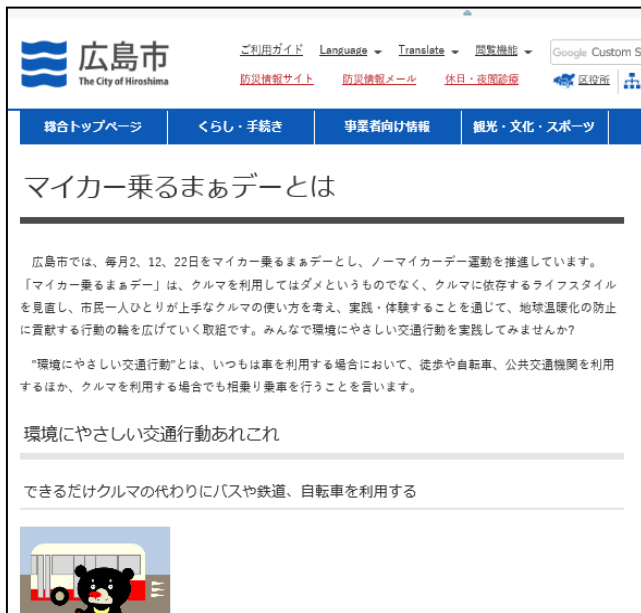 広島市
The City of Hiroshima
ご利用ガイド Language Translate 閲覧機能
Google Custom S
防災情報サイト 防災情報メール 休日・夜間診療 区役所
総合トップページ くらし・手続き 事業者向け情報 観光・文化・スポーツ
マイカー乗るまぁデーとは
広島市では、毎月2、12、22日をマイカー乗るまぁデーとし、ノーマイカーデー運動を推進しています。
「マイカー乗るまぁデー」は、クルマを利用してはダメというものでなく、クルマに依存するライフスタイル
を見直し、市民一人ひとりが上手なクルマの使い方を考え、実践・体験することを通じて、地球温暖化の防止
に貢献する行動の輪を広げていく取組です。みんなで環境にやさしい交通行動を実践してみませんか?
"環境にやさしい交通行動"とは、いつもは車を利用する場合において、徒歩や自転車、公共交通機関を利用
するほか、クルマを利用する場合でも相乗り乗車を行うことを言います。
環境にやさしい交通行動あれこれ
できるだけクルマの代わりにバスや鉄道、自転車を利用する